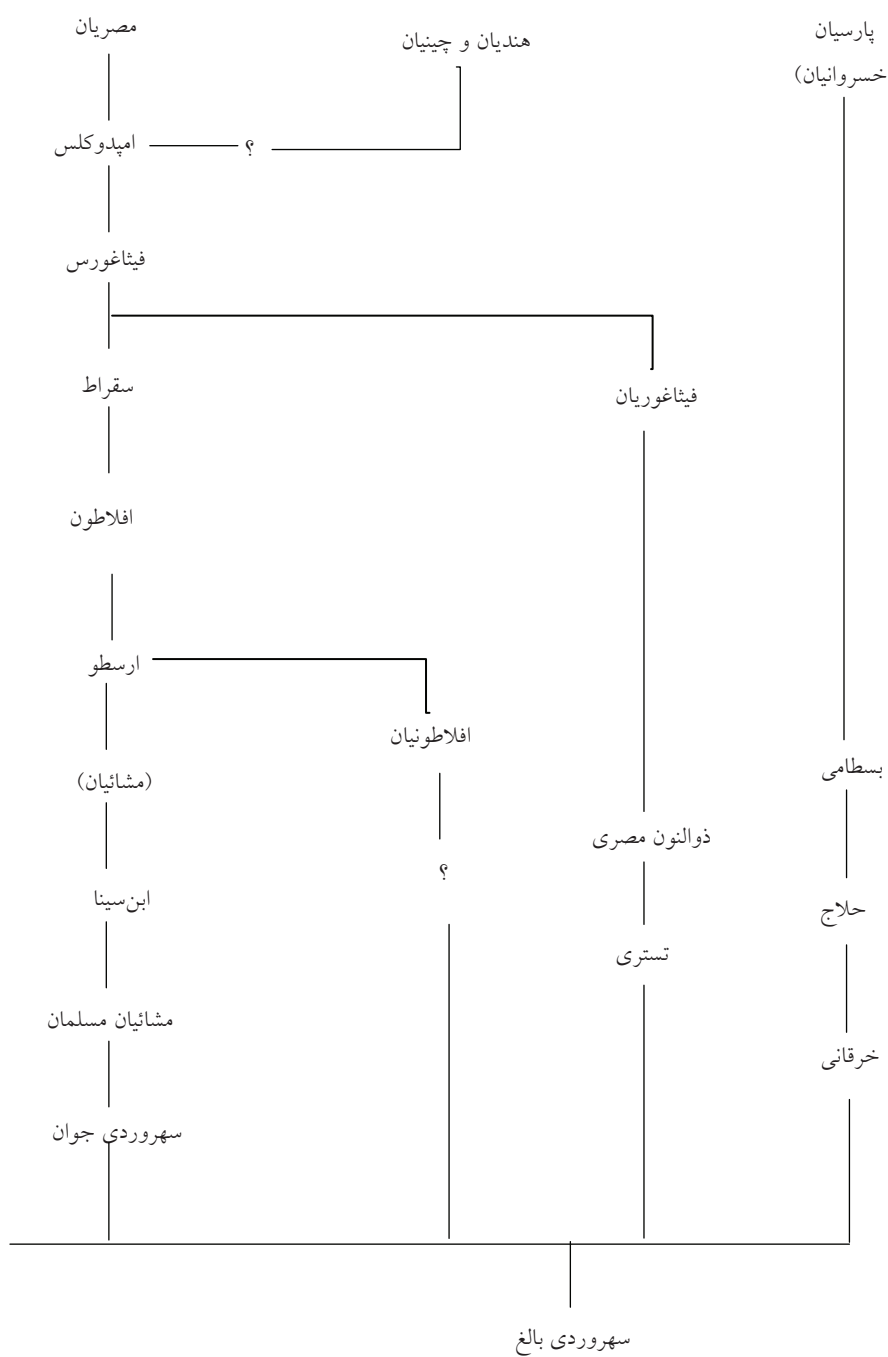 پارسیان
خسروانیان)
هندیان و چینیان
مصریان
؟
امپدوکلس
فیثاغورس
فیثاغوریان
سقراط
افلاطون
ارسطو
افلاطونیان
بسطامی
(مشائیان)
ذوالنون مصری
؟
ابن‌سینا
حلاج
تستری
مشائیان مسلمان
خرقانی
سهروردی جوان
سهروردی بالغ